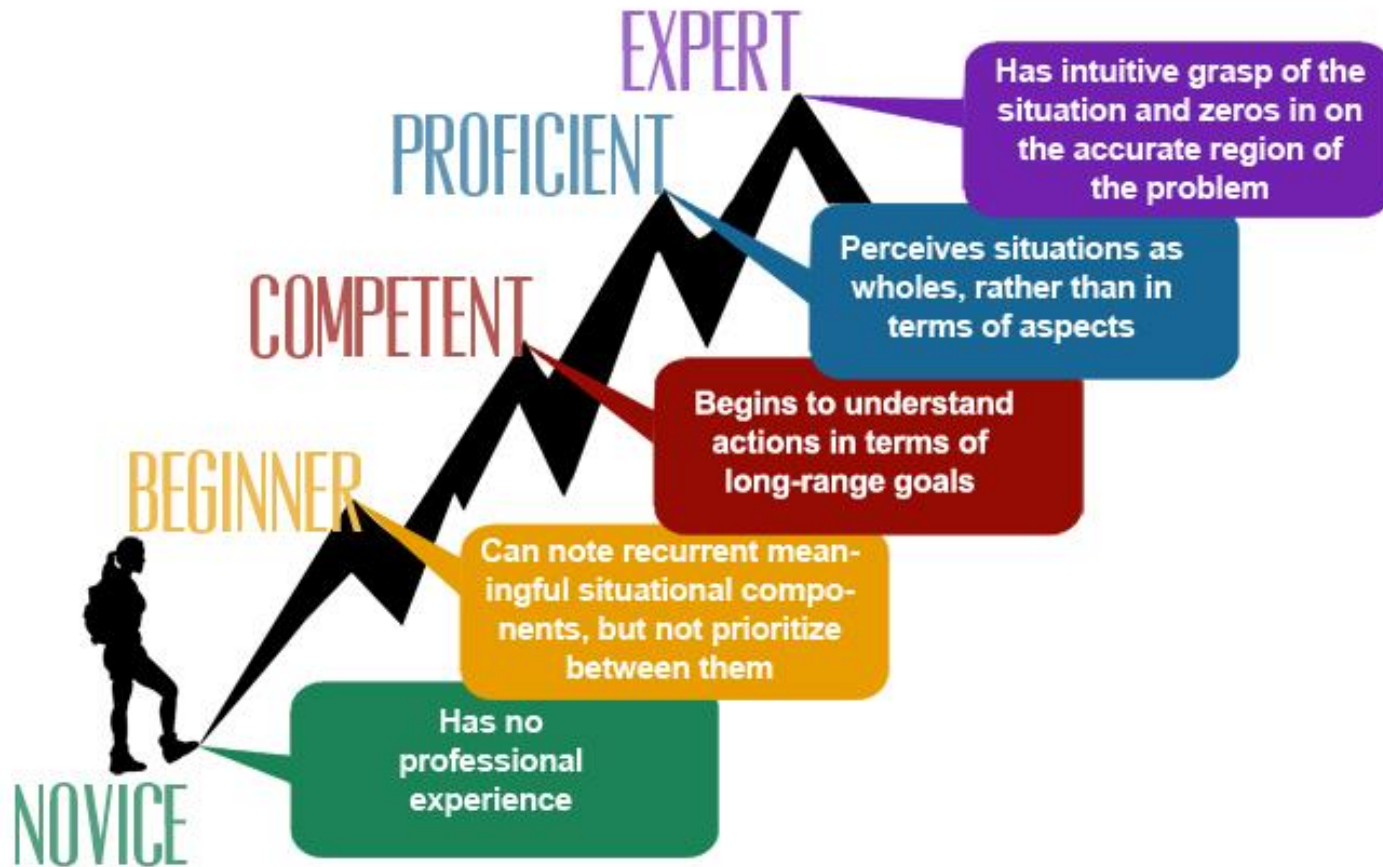 EXPERT
Has intuitive grasp of the
situation and zeros in on
the accurate region of
the problem
PROFICIENT
Perceives situations as
wholes, rather than in
terms of aspects
COMPETENT
Begins to understand
actions in terms of
long-range goals
BEGINNER
Can note recurrent mean-
ingful situational compo-
nents, but not prioritize
between them
Has no
professional
experience
NOVICE